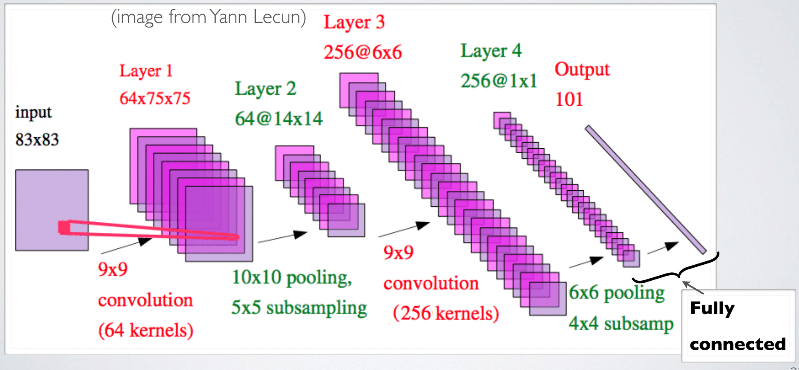 (image from Yann Lecun)
input
83x83
Layer 1
64x75x75
Layer 2
64@14x14
Layer 3
256@6x6
Layer 4
256@1x1
Output
101
9x9
convolution
(64 kernels)
10x10 pooling,
5x5 subsampling
9x9
convolution
(256 kernels)
6x6 pooling
4x4 subsamp
Fully
connected